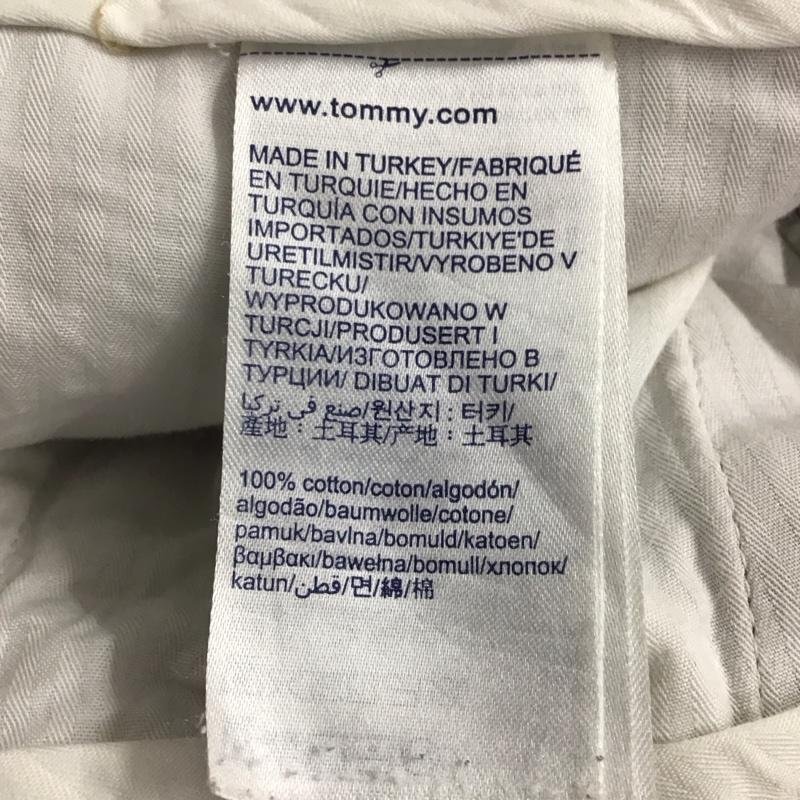 www.tommy.com
MADE IN TURKEY/FABRIQUÉ
EN TURQUIE/HECHO EN
TURQUÍA CON INSUMOS
IMPORTADOS/TURKIYE'DE
URETILMISTIR/VYROBENO V
TURECKU/
WYPRODUKOWANO W
TURCJI/PRODUSERT I
TYRKIA/ИЗГОТОВЛЕНО В
ТУРЦИИ/ DIBUAT DI TURKI/
صنع في تركيا/원산지 : 터키/
產地：土耳其/产地：土耳其
100% cotton/coton/algodón/
algodão/baumwolle/cotone/
pamuk/bavlna/bomuld/katoen/
βαμβακι/bawełna/bomull/хлопок/
katun/قطن/면/綿/棉